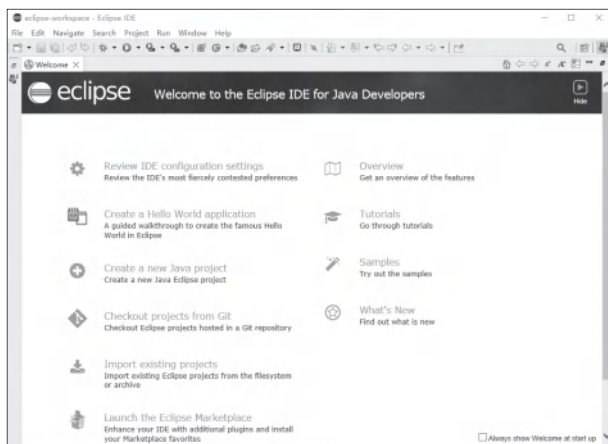 eclipse-workspace - Eclipse IDE
File Edit Navigate Search Project Run Window Help
Welcome
eclipse
Welcome to the Eclipse IDE for Java Developers
Hide
Review IDE configuration settings
Review the IDE's most fiercely contested preferences
Create a Hello World application
A guided walkthrough to create the famous Hello
World in Eclipse
Create a new Java project
Create a new Java Eclipse project
Checkout projects from Git
Checkout Eclipse projects hosted in a Git repository
Import existing projects
Import existing Eclipse projects from the filesystem
or archive
Launch the Eclipse Marketplace
Enhance your IDE with additional plugins and install
your Marketplace favorites
Overview
Get an overview of the features
Tutorials
Go through tutorials
Samples
Try out the samples
What's New
Find out what is new
Always show Welcome at start up